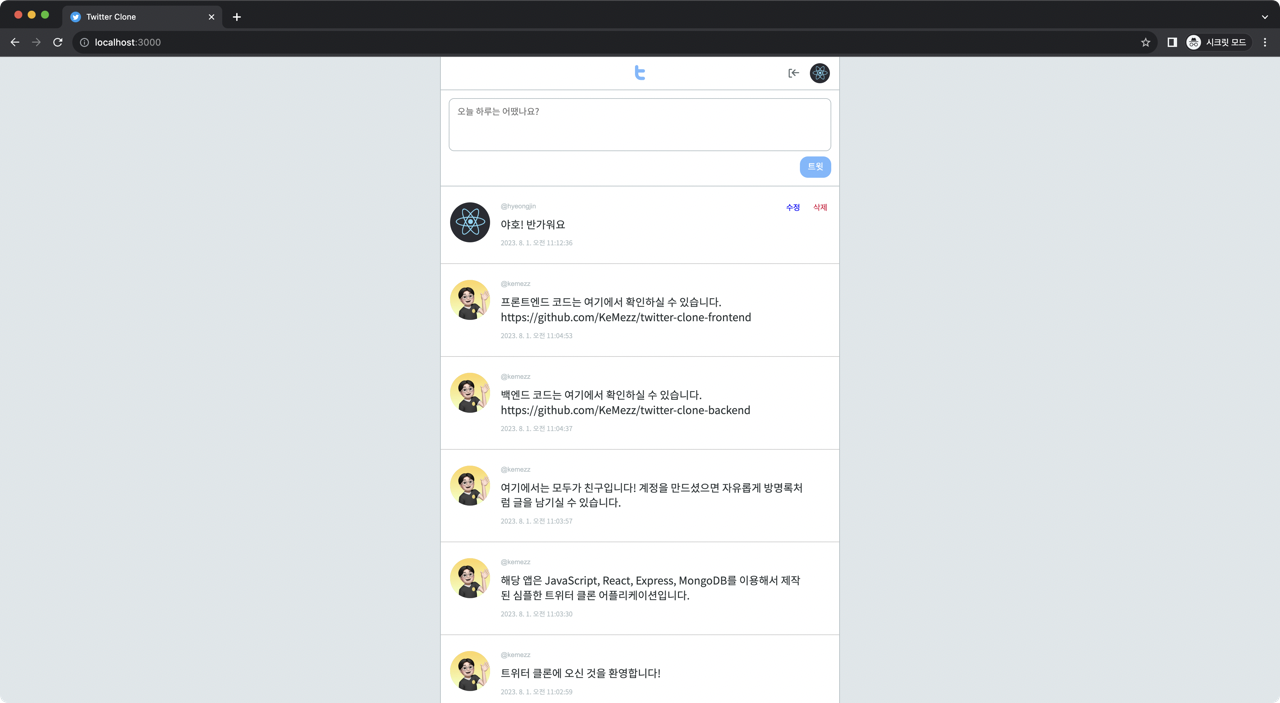 Twitter Clone
localhost:3000
시크릿 모드
t
오늘 하루는 어땠나요?
트윗
@hyeongjin
수정 삭제
야호! 반가워요
2023. 8. 1. 오전 11:12:36
@kemezz
프론트엔드 코드는 여기에서 확인하실 수 있습니다.
https://github.com/KeMezz/twitter-clone-frontend
2023. 8. 1. 오전 11:04:53
@kemezz
백엔드 코드는 여기에서 확인하실 수 있습니다.
https://github.com/KeMezz/twitter-clone-backend
2023. 8. 1. 오전 11:04:37
@kemezz
여기에서는 모두가 친구입니다! 계정을 만드셨으면 자유롭게 방명록처
럼 글을 남기실 수 있습니다.
2023. 8. 1. 오전 11:03:57
@kemezz
해당 앱은 JavaScript, React, Express, MongoDB를 이용해서 제작
된 심플한 트위터 클론 어플리케이션입니다.
2023. 8. 1. 오전 11:03:30
@kemezz
트위터 클론에 오신 것을 환영합니다!
2023. 8. 1. 오전 11:02:59